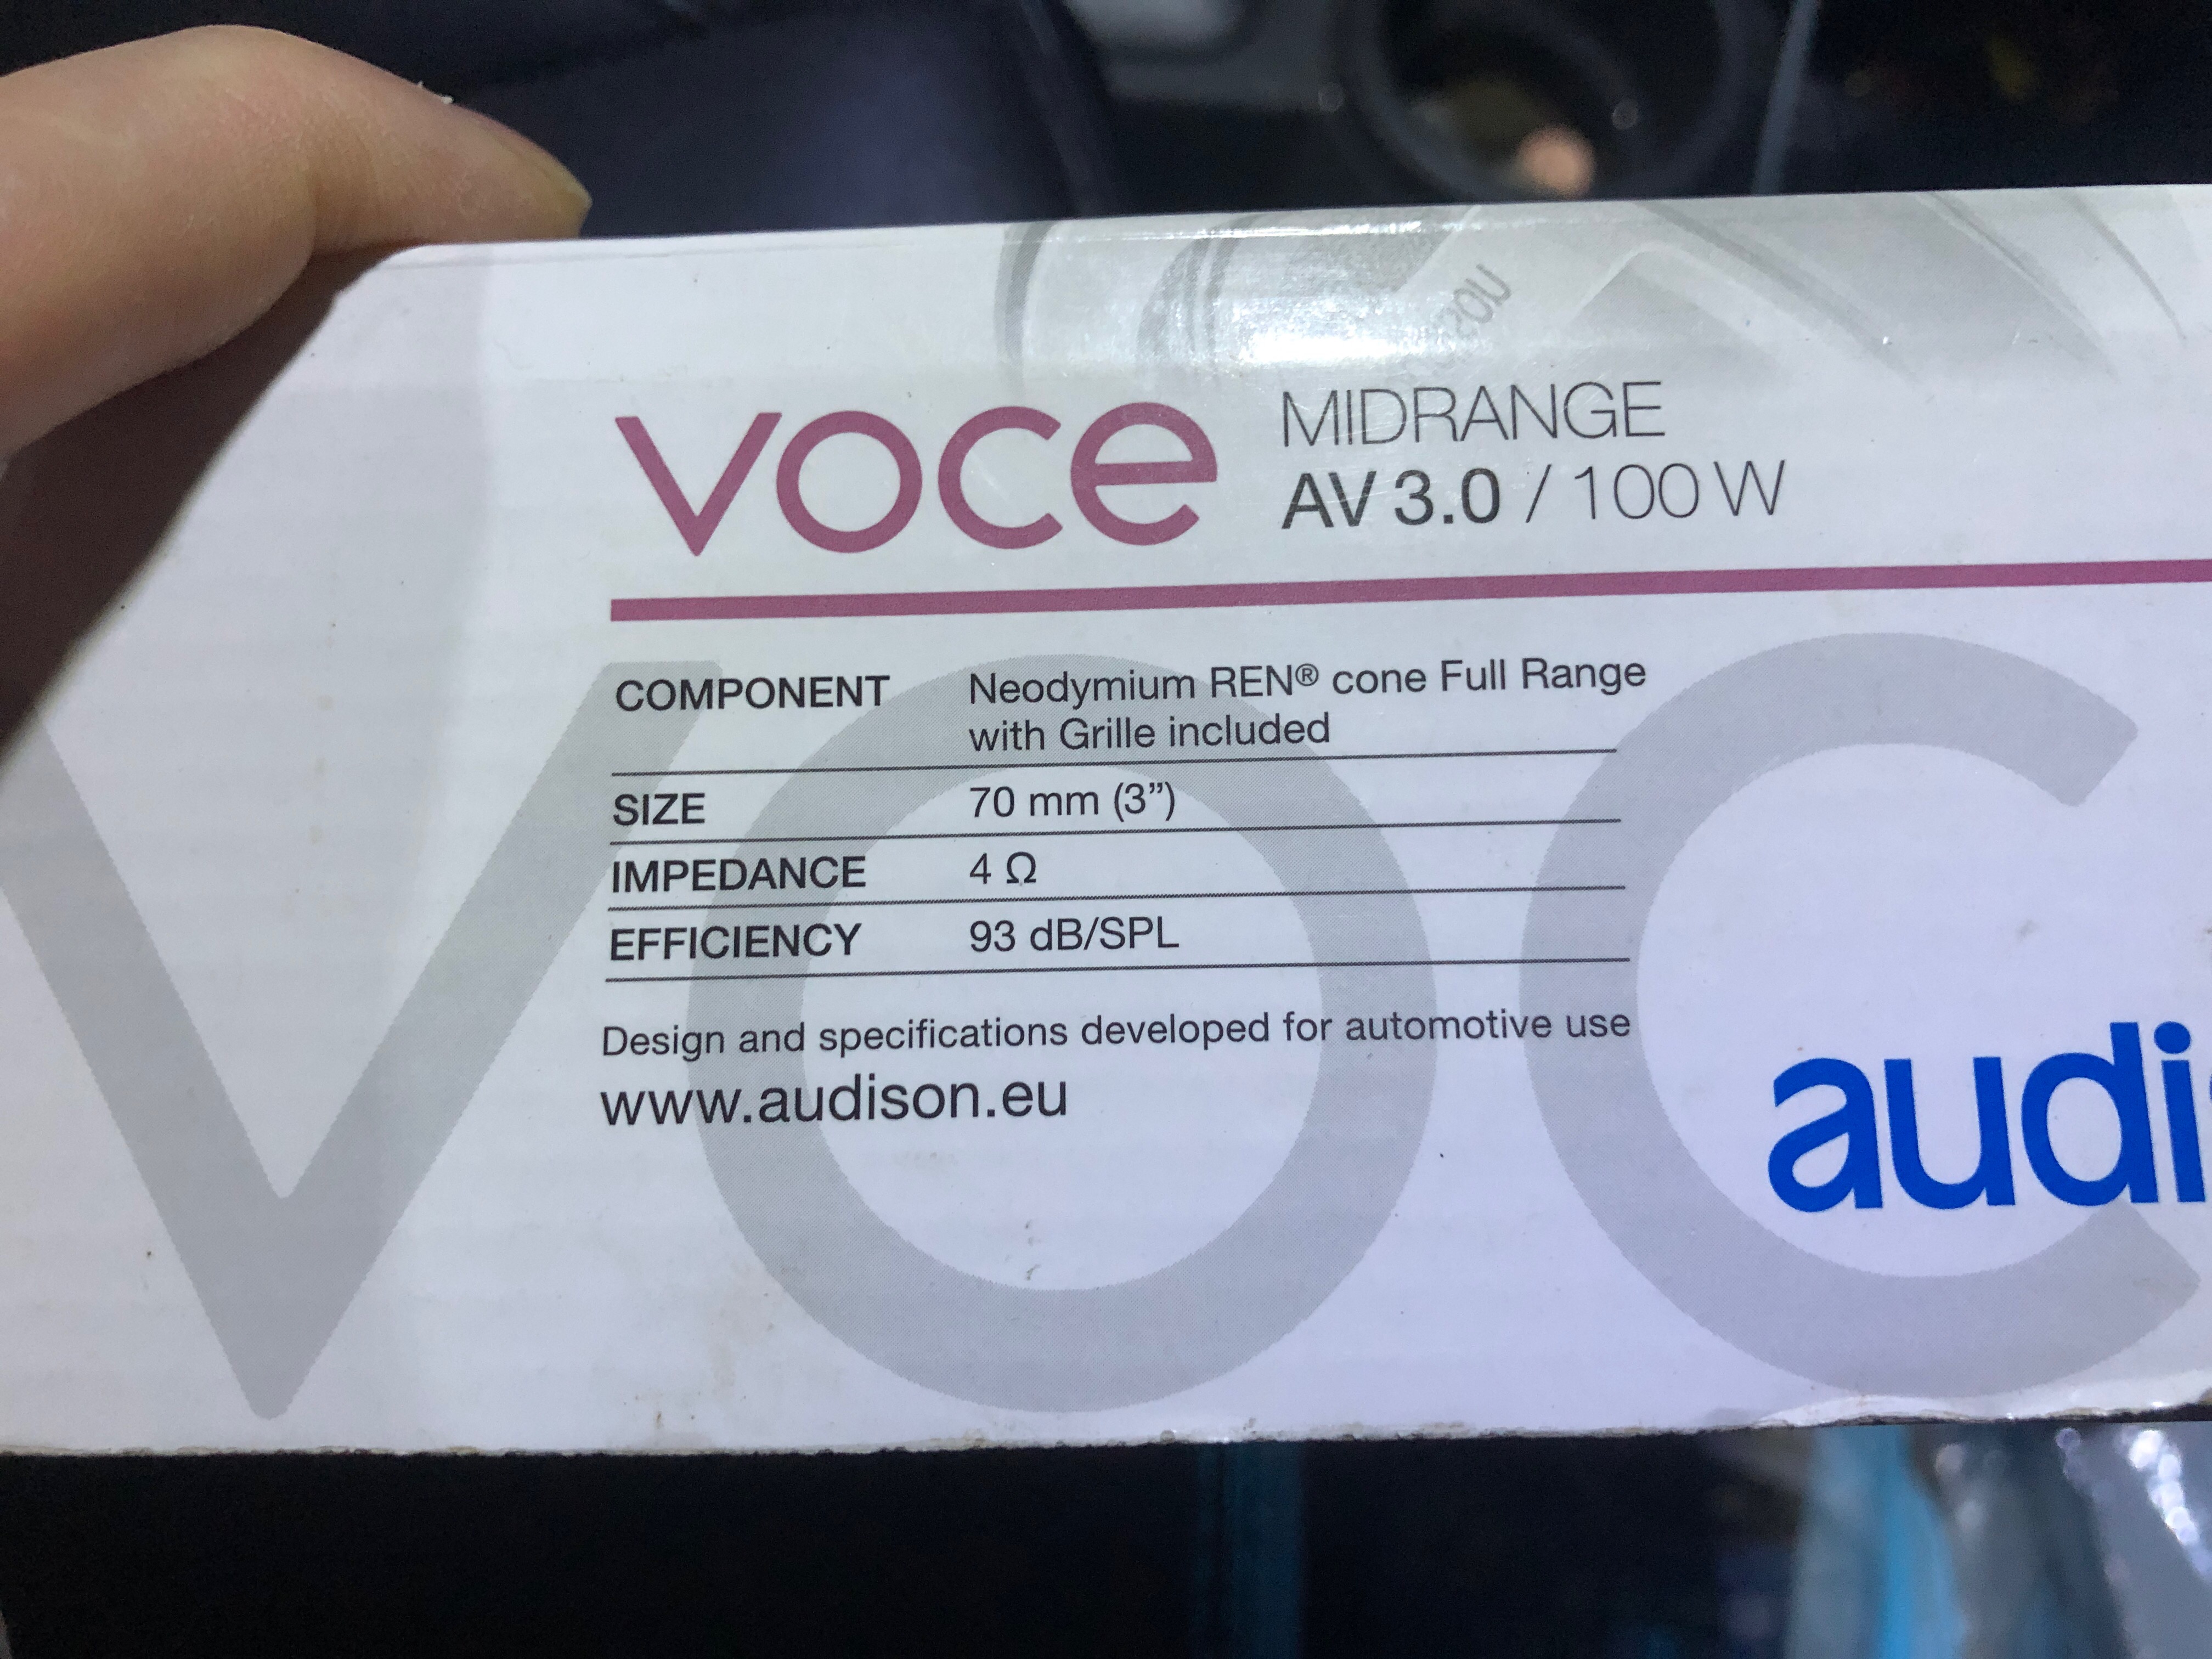 voce
MIDRANGE
AV 3.0 / 100 W
COMPONENT Neodymium REN® cone Full Range
with Grille included
SIZE 70 mm (3”)
IMPEDANCE 4 Ω
EFFICIENCY 93 dB/SPL
Design and specifications developed for automotive use
www.audison.eu
audi
VOC